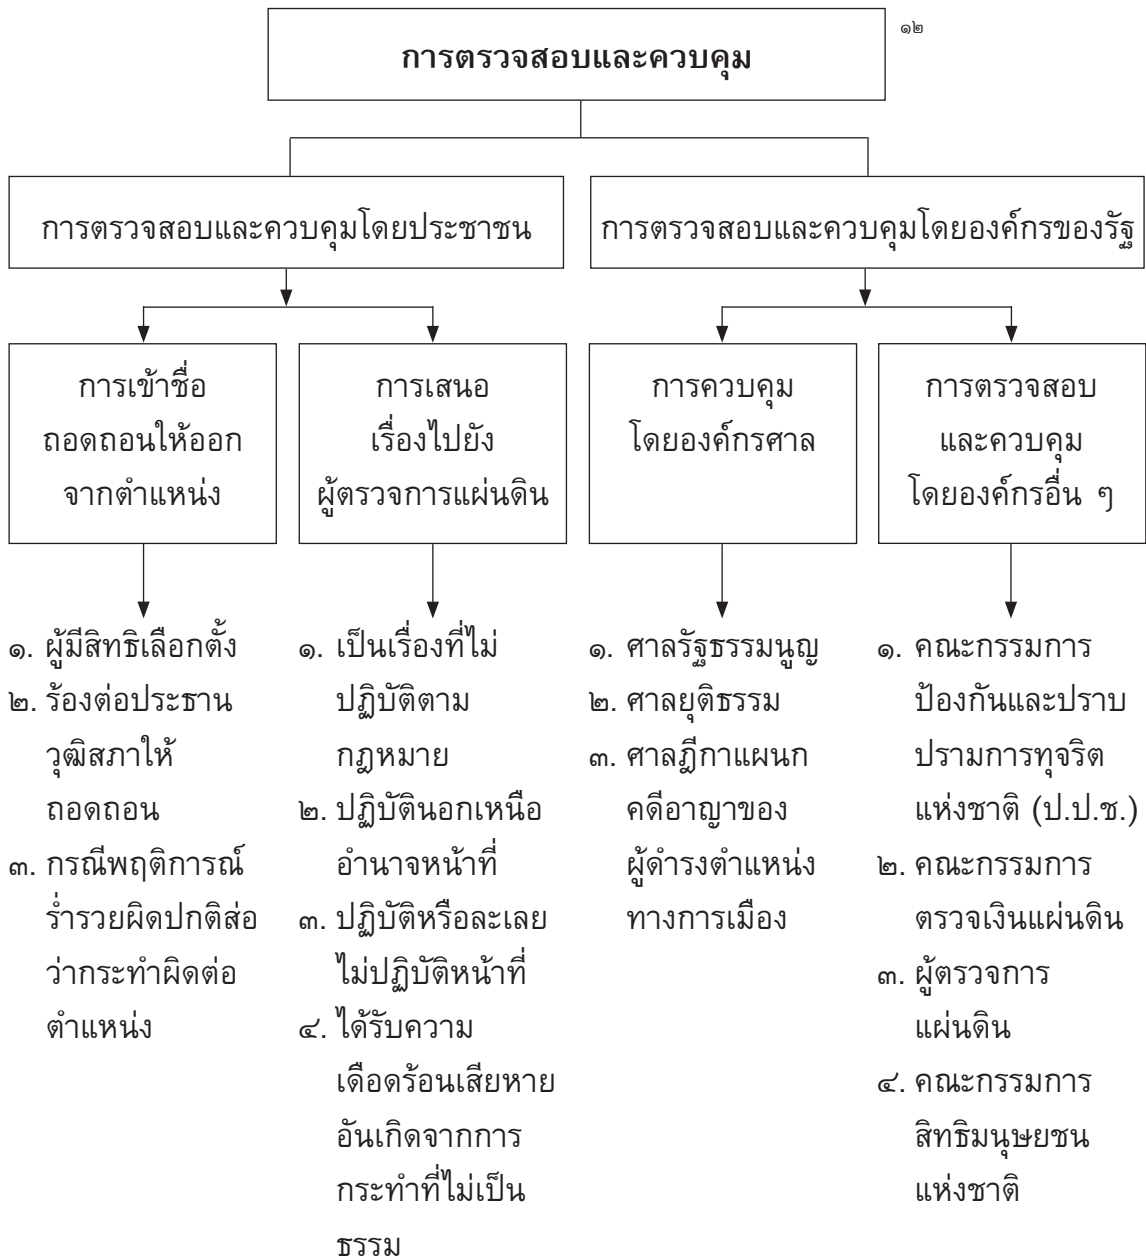 การตรวจสอบและควบคุม
๑๒
การตรวจสอบและควบคุมโดยประชาชน
การตรวจสอบและควบคุมโดยองค์กรของรัฐ
การเข้าชื่อ
ถอดถอนให้ออก
จากตำแหน่ง
การเสนอ
เรื่องไปยัง
ผู้ตรวจการแผ่นดิน
การควบคุม
โดยองค์กรศาล
การตรวจสอบ
และควบคุม
โดยองค์กรอื่น ๆ
๑. ผู้มีสิทธิเลือกตั้ง
๒. ร้องต่อประธาน
วุฒิสภาให้
ถอดถอน
๓. กรณีพฤติการณ์
ร่ำรวยผิดปกติส่อ
ว่ากระทำผิดต่อ
ตำแหน่ง
๑. เป็นเรื่องที่ไม่
ปฏิบัติตาม
กฎหมาย
๒. ปฏิบัตินอกเหนือ
อำนาจหน้าที่
๓. ปฏิบัติหรือละเลย
ไม่ปฏิบัติหน้าที่
๔. ได้รับความ
เดือดร้อนเสียหาย
อันเกิดจากการ
กระทำที่ไม่เป็น
ธรรม
๑. ศาลรัฐธรรมนูญ
๒. ศาลยุติธรรม
๓. ศาลฎีกาแผนก
คดีอาญาของ
ผู้ดำรงตำแหน่ง
ทางการเมือง
๑. คณะกรรมการ
ป้องกันและปราบ
ปรามการทุจริต
แห่งชาติ (ป.ป.ช.)
๒. คณะกรรมการ
ตรวจเงินแผ่นดิน
๓. ผู้ตรวจการ
แผ่นดิน
๔. คณะกรรมการ
สิทธิมนุษยชน
แห่งชาติ